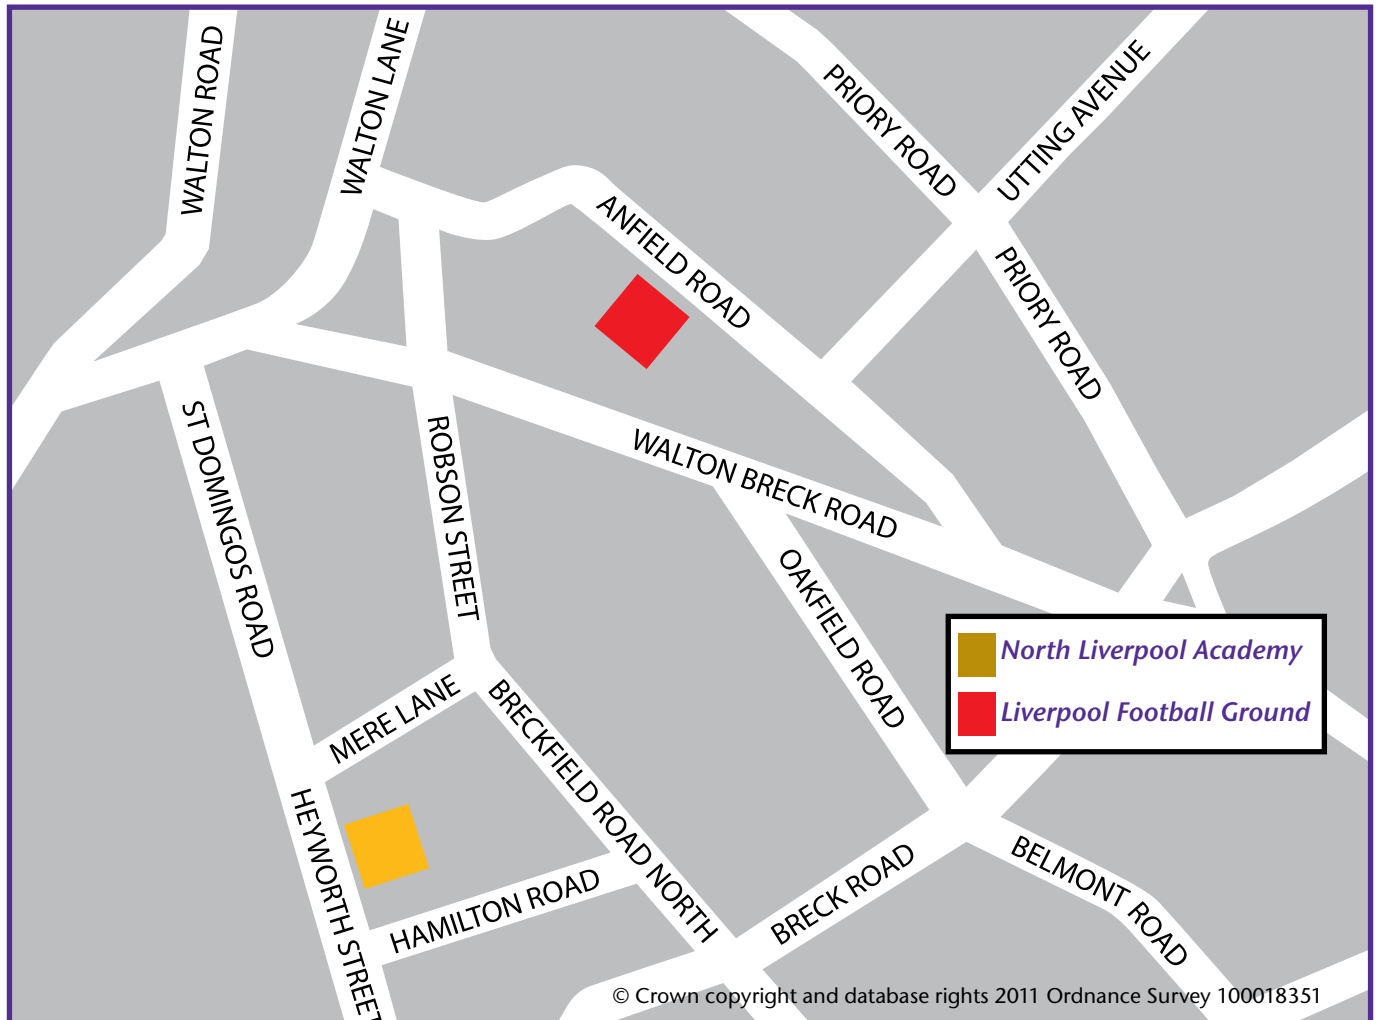 WALTON ROAD
WALTON LANE
PRIORY ROAD
UTTING AVENUE
ANFIELD ROAD
PRIORY ROAD
ST DOMINGOS ROAD
ROBSON STREET
WALTON BRECK ROAD
OAKFIELD ROAD
North Liverpool Academy
Liverpool Football Ground
MERE LANE
BRECKFIELD ROAD NORTH
HEYWORTH STREET
HAMILTON ROAD
BRECK ROAD
BELMONT ROAD
© Crown copyright and database rights 2011 Ordnance Survey 100018351